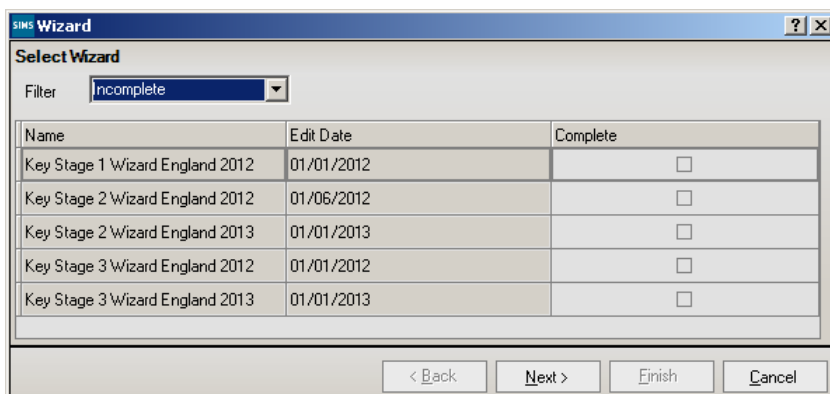 SIMS Wizard ? X
Select Wizard
Filter Incomplete
Name Edit Date Complete
Key Stage 1 Wizard England 2012 01/01/2012
Key Stage 2 Wizard England 2012 01/06/2012
Key Stage 2 Wizard England 2013 01/01/2013
Key Stage 3 Wizard England 2012 01/01/2012
Key Stage 3 Wizard England 2013 01/01/2013
< Back Next > Finish Cancel